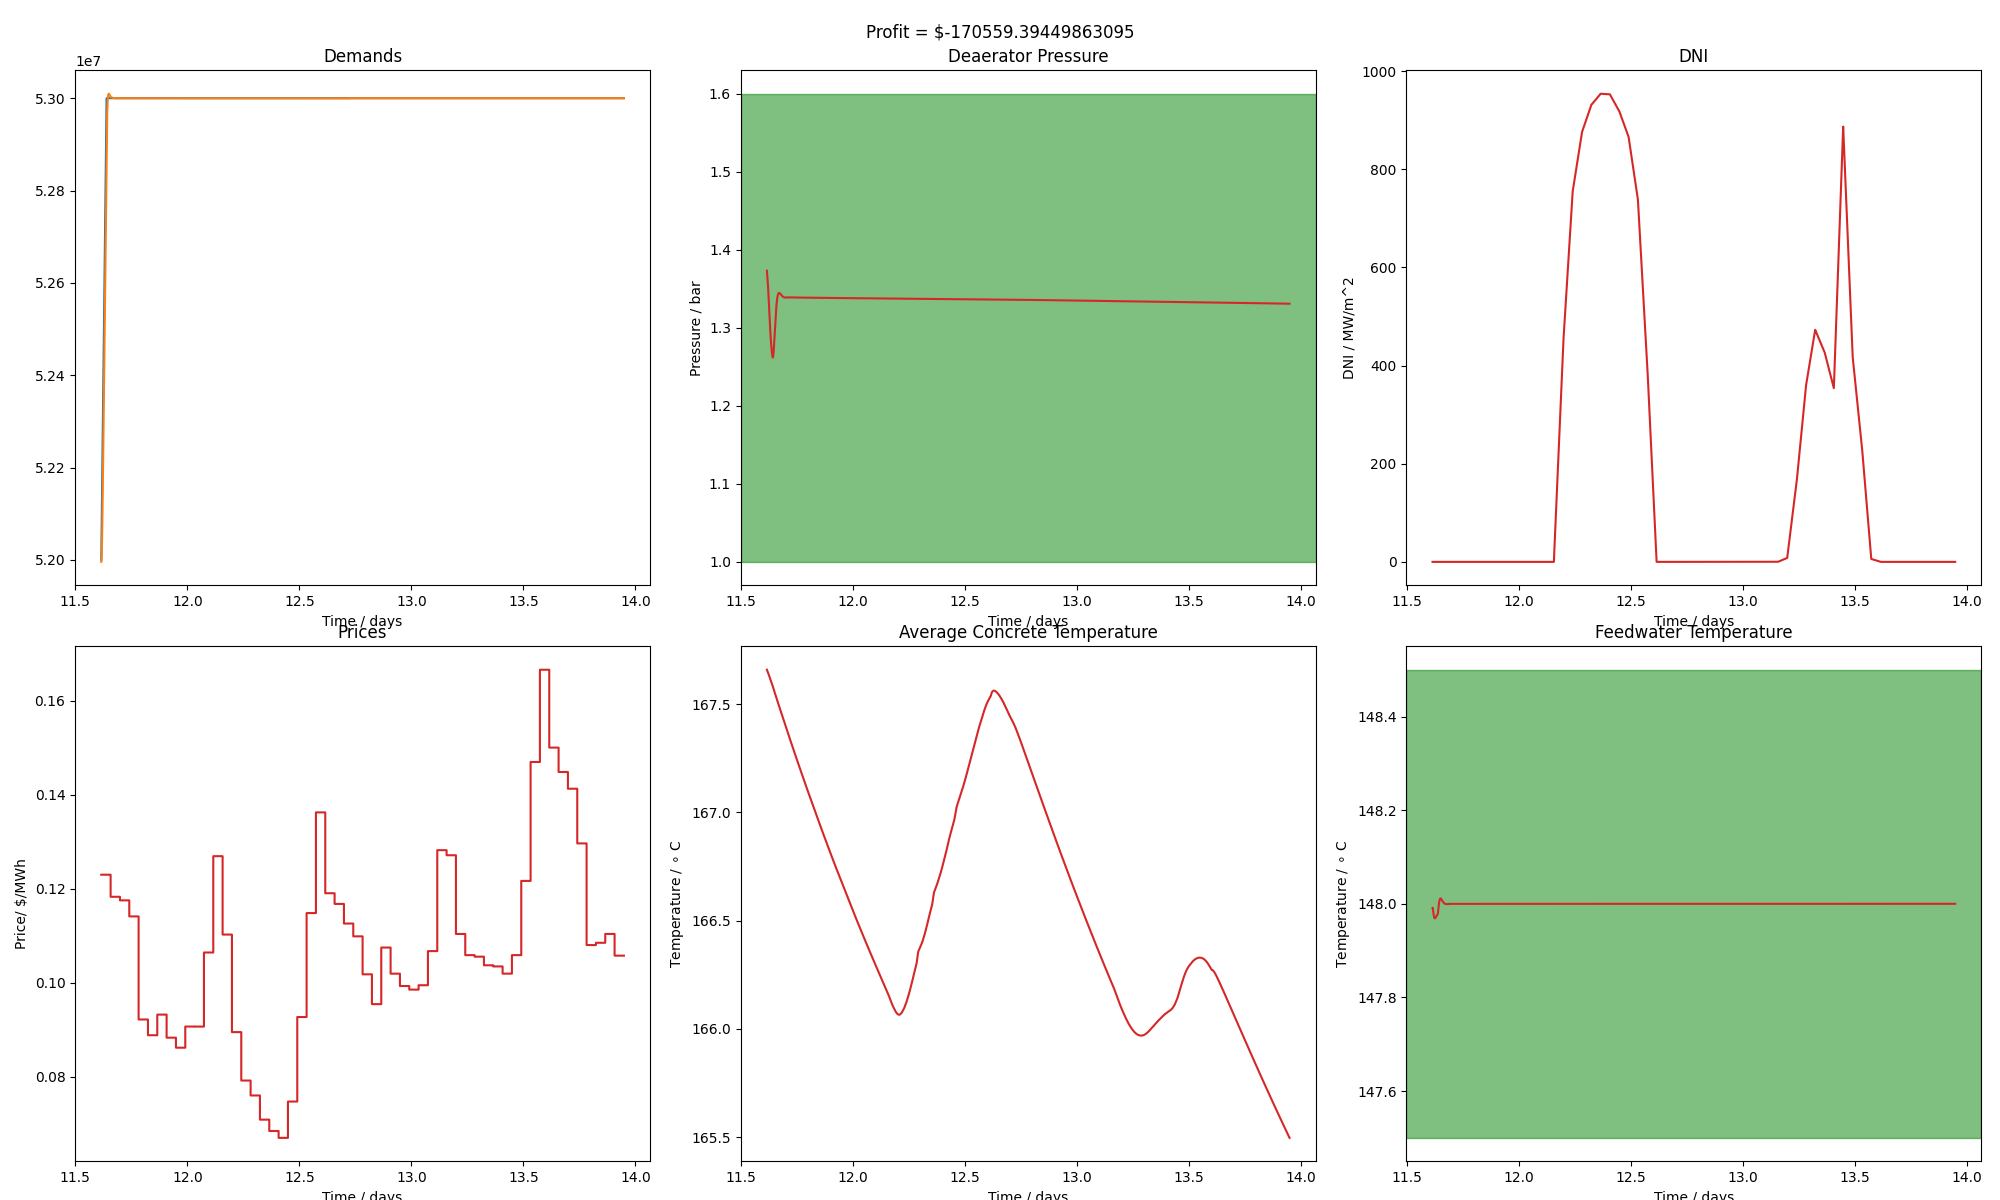 Profit = $-170559.39449863095
Demands
1e7
5.30
5.28
5.26
5.24
5.22
5.20
11.5 12.0 12.5 13.0 13.5 14.0
Time / days
Deaerator Pressure
Pressure / bar
1.6
1.5
1.4
1.3
1.2
1.1
1.0
11.5 12.0 12.5 13.0 13.5 14.0
Time / days
DNI
DNI / MW/m^2
1000
800
600
400
200
0
11.5 12.0 12.5 13.0 13.5 14.0
Time / days
Prices
Price/ $/MWh
0.16
0.14
0.12
0.10
0.08
11.5 12.0 12.5 13.0 13.5 14.0
Time / days
Average Concrete Temperature
Temperature / ∘ C
167.5
167.0
166.5
166.0
165.5
11.5 12.0 12.5 13.0 13.5 14.0
Time / days
Feedwater Temperature
Temperature / ∘ C
148.4
148.2
148.0
147.8
147.6
11.5 12.0 12.5 13.0 13.5 14.0
Time / days